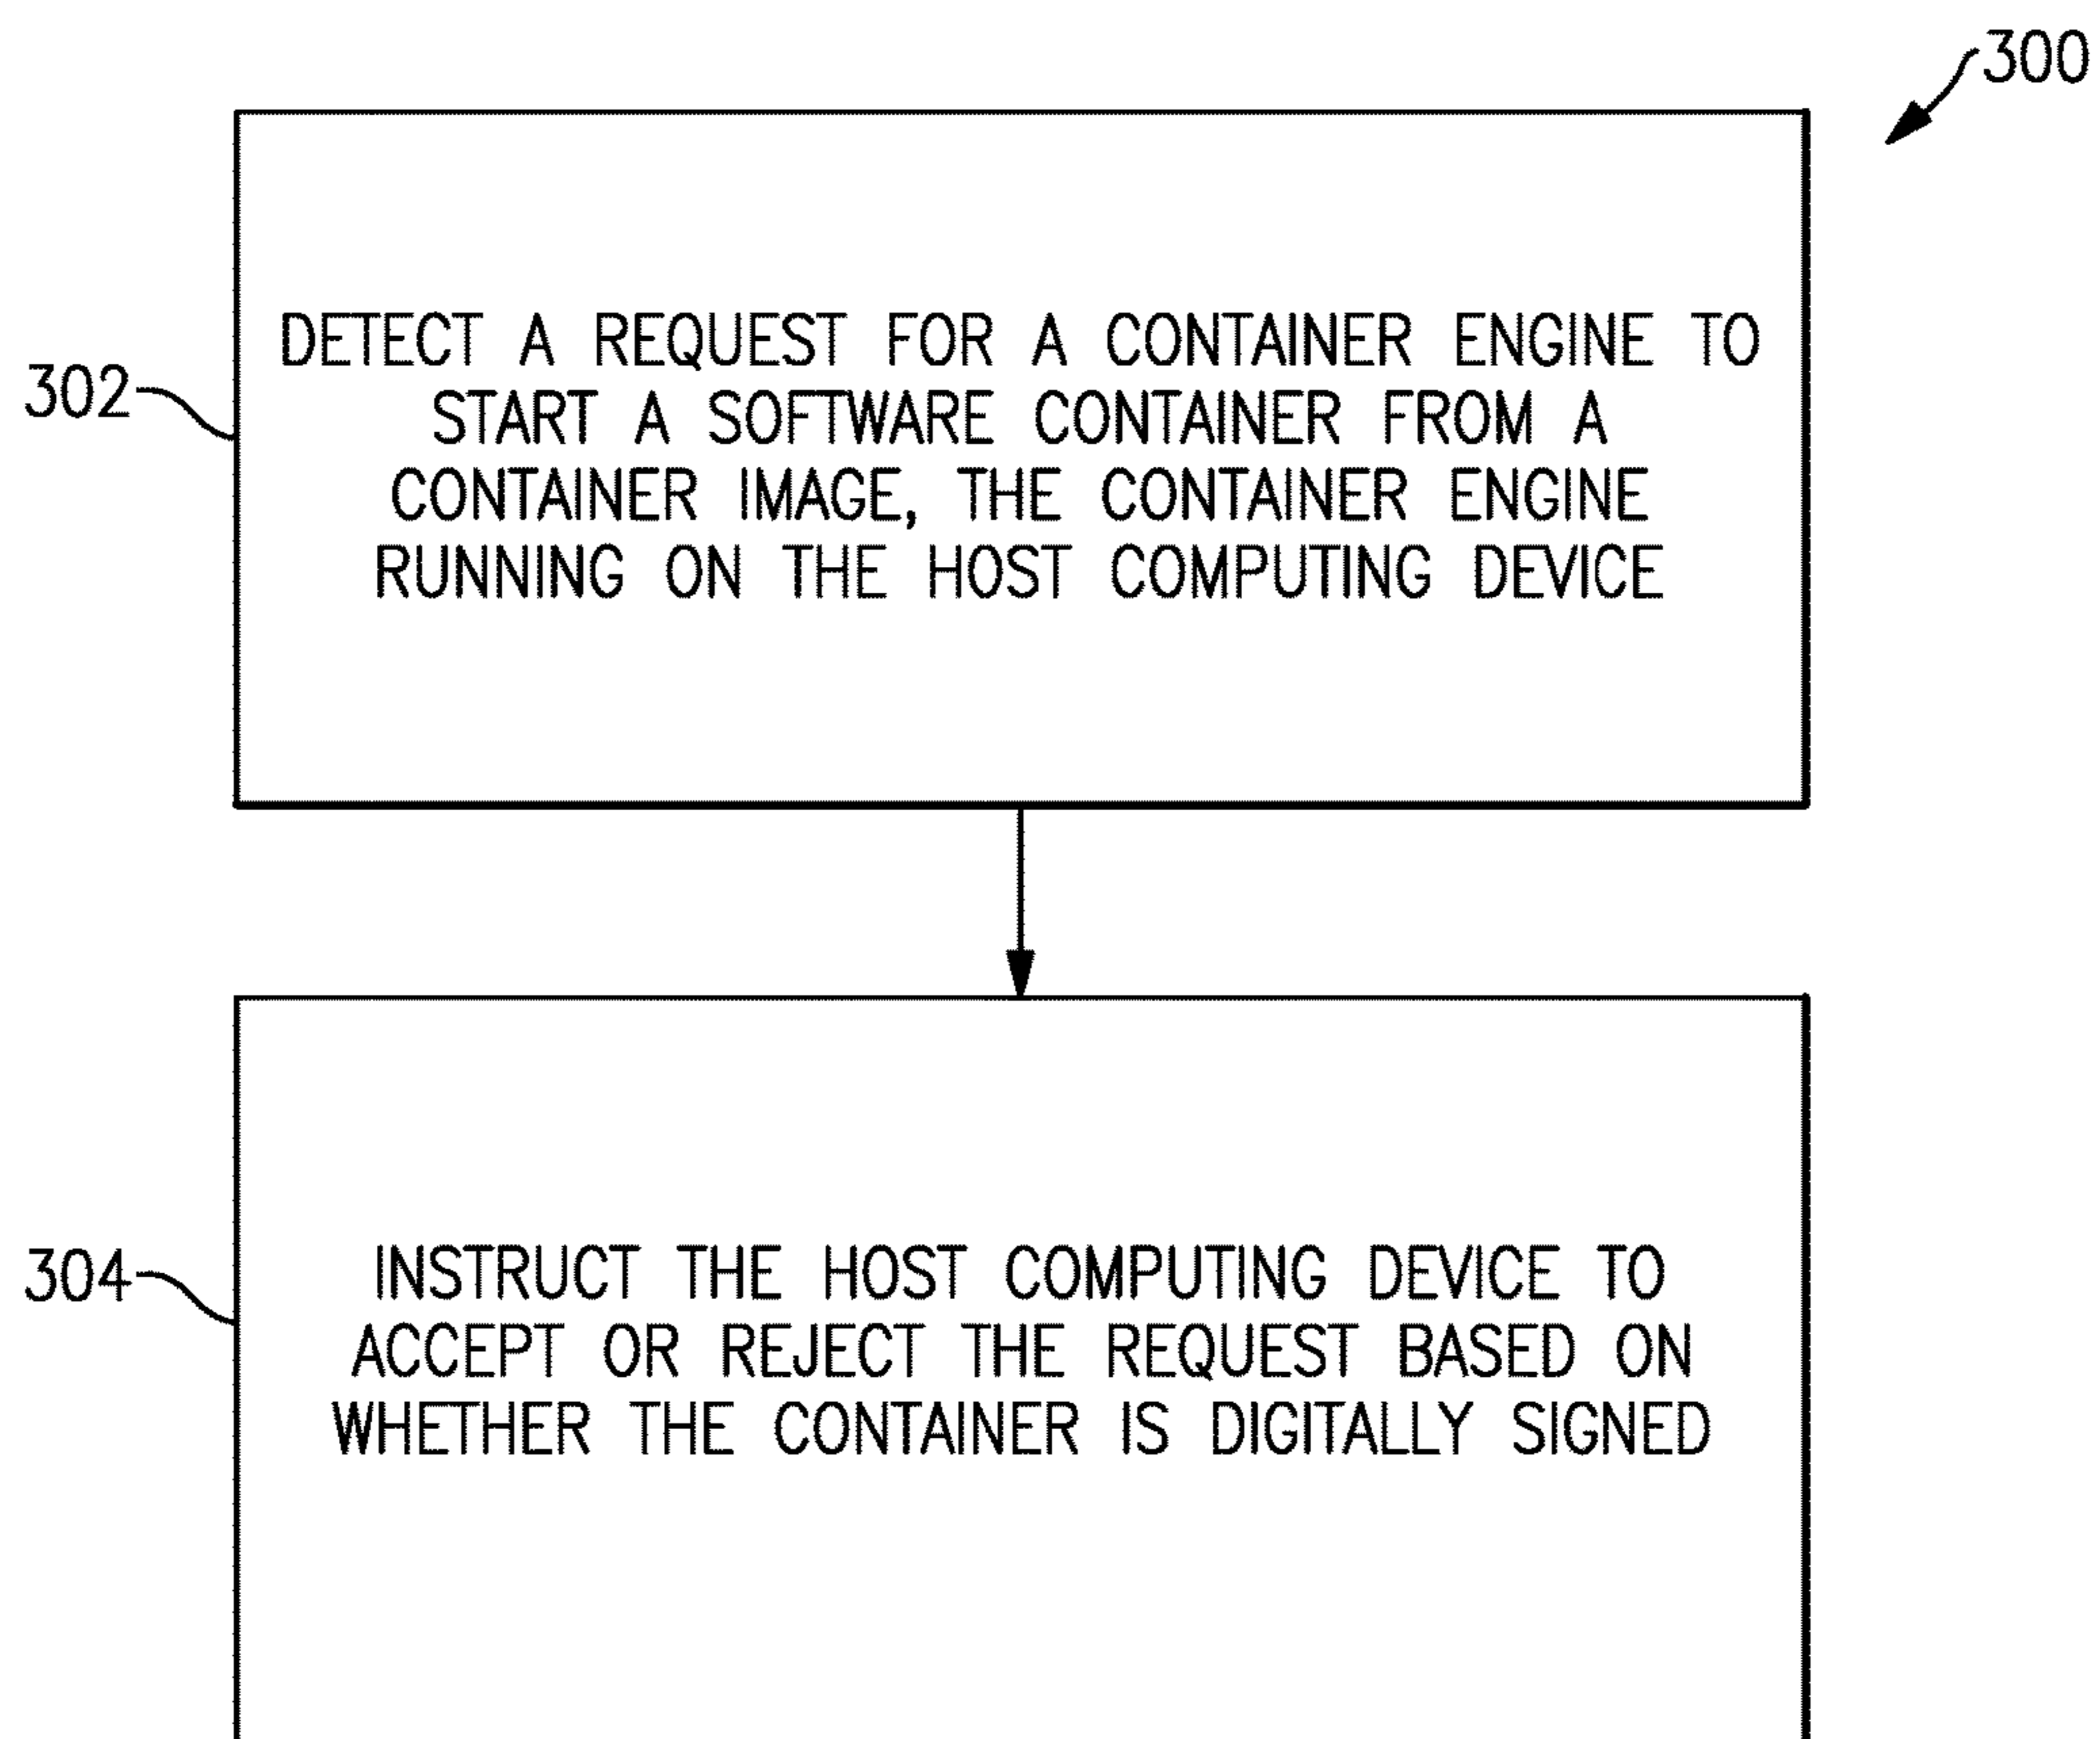 300
302
DETECT A REQUEST FOR A CONTAINER ENGINE TO
START A SOFTWARE CONTAINER FROM A
CONTAINER IMAGE, THE CONTAINER ENGINE
RUNNING ON THE HOST COMPUTING DEVICE
304
INSTRUCT THE HOST COMPUTING DEVICE TO
ACCEPT OR REJECT THE REQUEST BASED ON
WHETHER THE CONTAINER IS DIGITALLY SIGNED